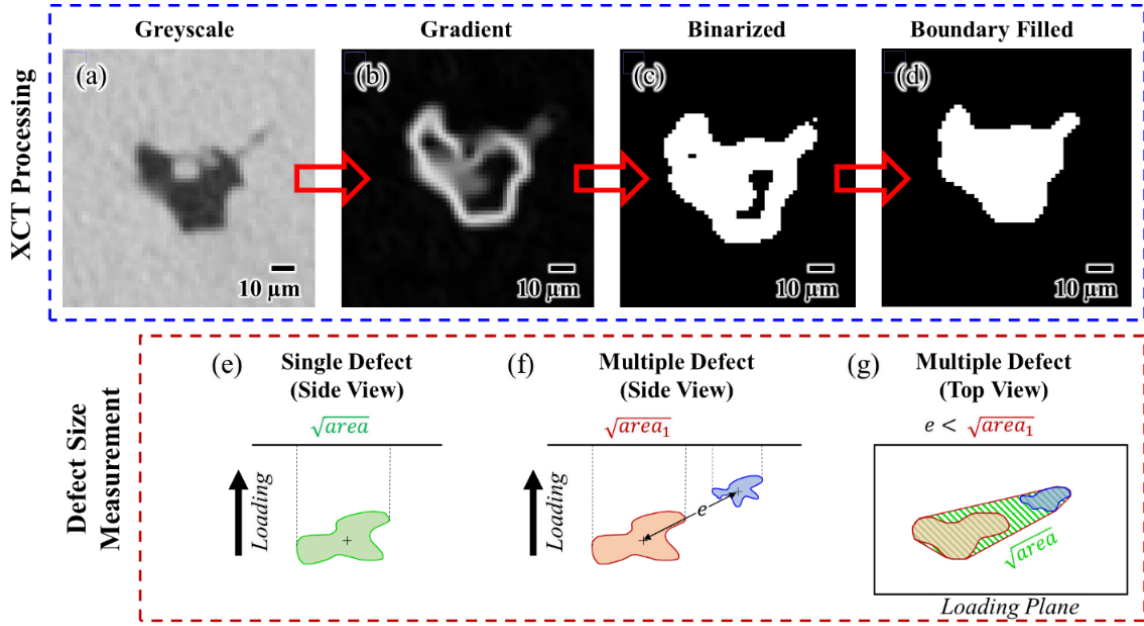 Greyscale
Gradient
Binarized
Boundary Filled
XCT Processing
(a)
(b)
(c)
(d)
10 μm
10 μm
10 μm
10 μm
Defect Size
Measurement
(e)
Single Defect
(Side View)
√area
Loading
(f)
Multiple Defect
(Side View)
√area₁
Loading
e
(g)
Multiple Defect
(Top View)
e < √area₁
√area
Loading Plane